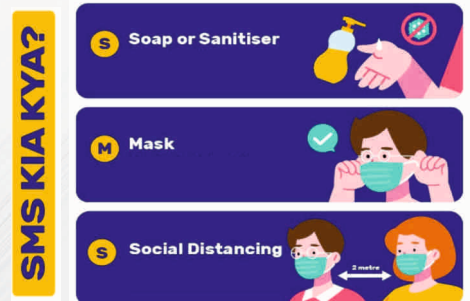 SMS KIA KYA?
S Soap or Sanitiser
M Mask
S Social Distancing
2 metre